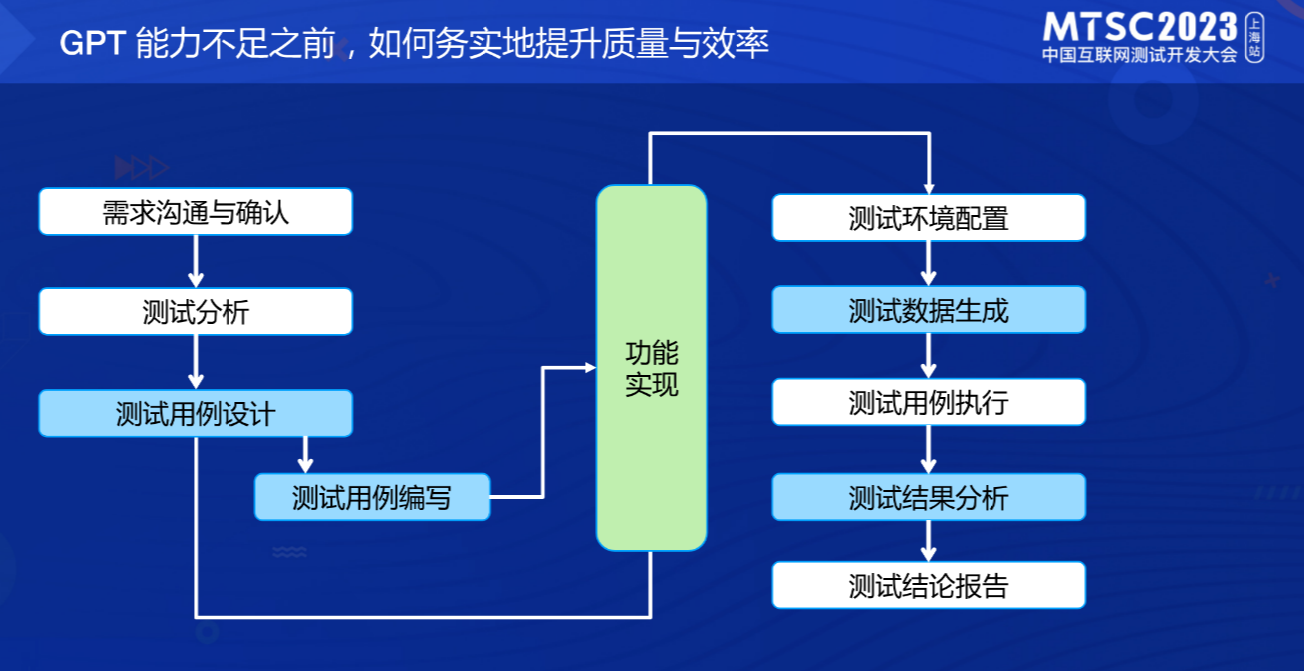 GPT 能力不足之前，如何务实地提升质量与效率
MTSC2023
中国互联网测试开发大会
上海站
需求沟通与确认
测试分析
测试用例设计
测试用例编写
功能
实现
测试环境配置
测试数据生成
测试用例执行
测试结果分析
测试结论报告